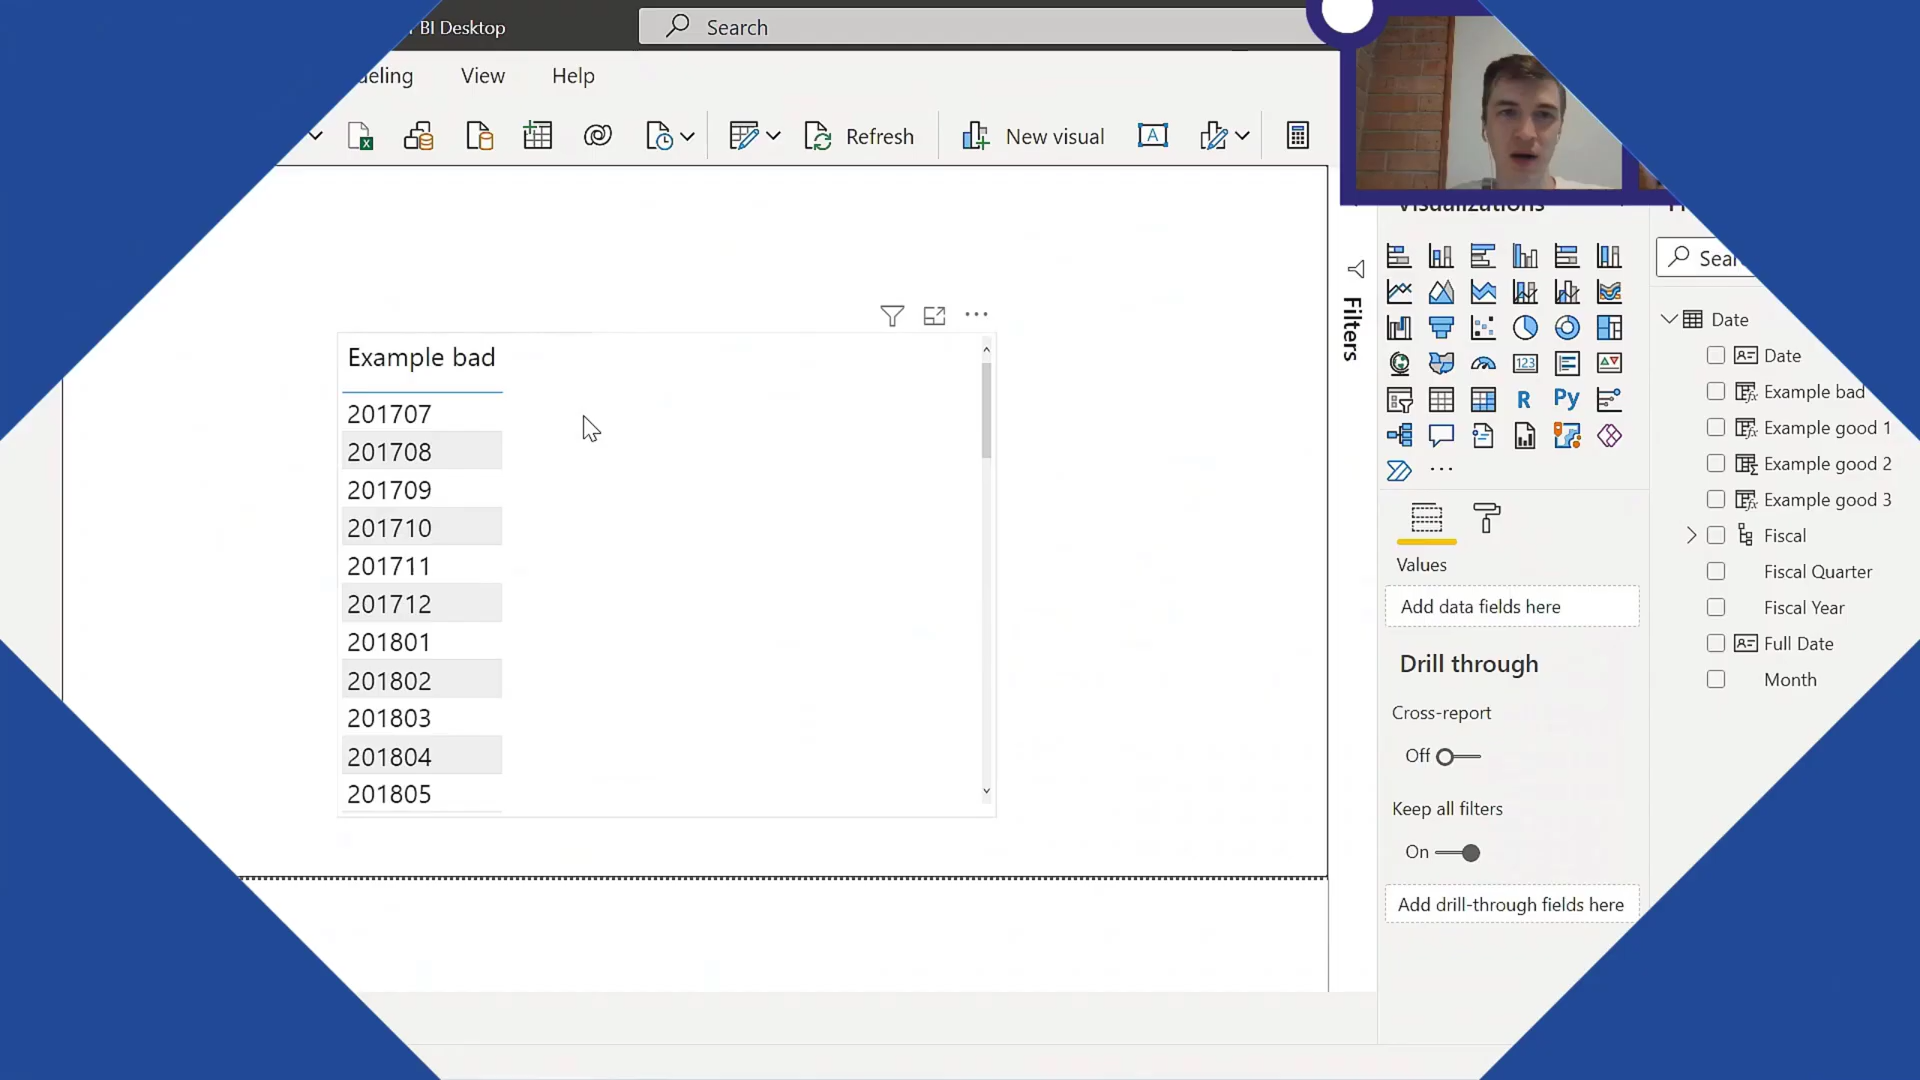 BI Desktop
Search
View
Help
Refresh
New visual
A
Filters
Sea
Date
Date
Example bad
Example good 1
Example good 2
Example good 3
Fiscal
Fiscal Quarter
Fiscal Year
Full Date
Month
Example bad
201707
201708
201709
201710
201711
201712
201801
201802
201803
201804
201805
123
R
Py
Values
Add data fields here
Drill through
Cross-report
Off
Keep all filters
On
Add drill-through fields here